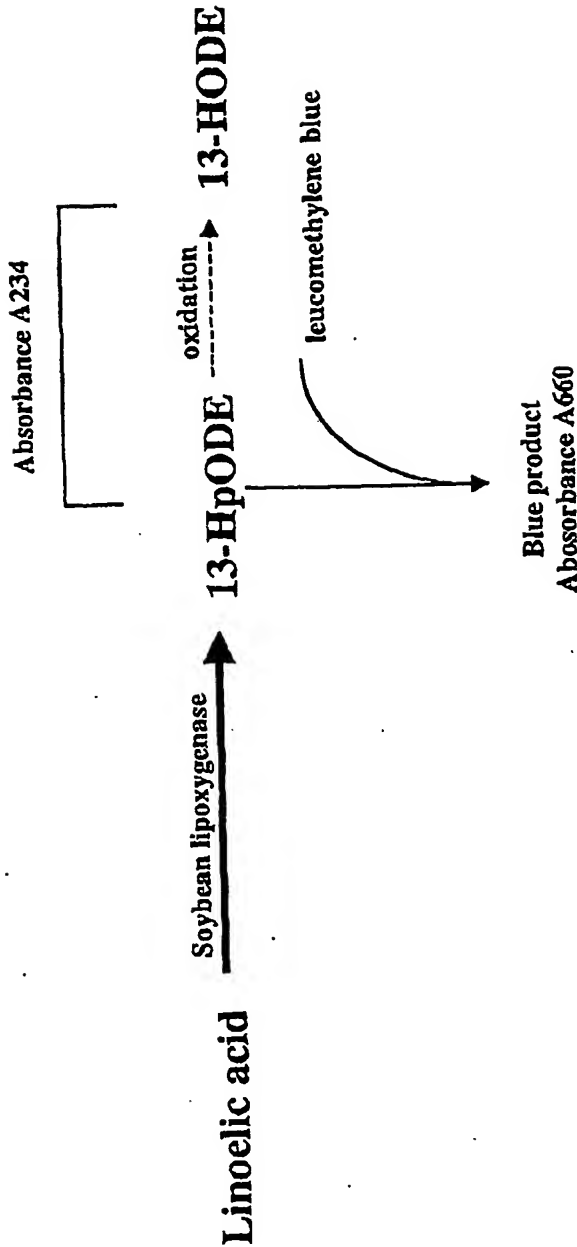 Absorbance A234
Linoelic acid
Soybean lipoxygenase
13-HpODE
oxidation
13-HODE
leucomethylene blue
Blue product
Abosorbance A660